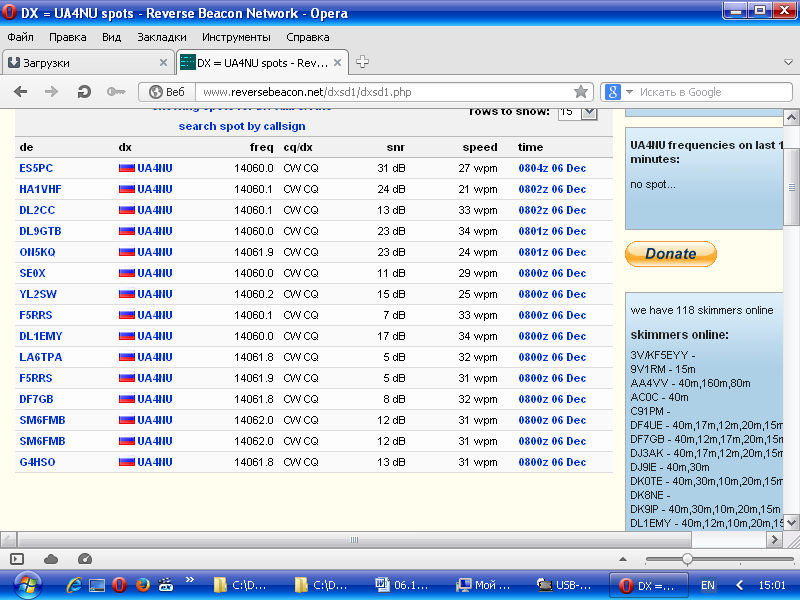 DX = UA4NU spots - Reverse Beacon Network - Opera
Файл Правка Вид Закладки Инструменты Справка
Загрузки
DX = UA4NU spots - Rev...
Веб www.reversebeacon.net/dxsd1/dxsd1.php Искать в Google
rows to show: 15
search spot by callsign
de dx freq cq/dx snr speed time
ES5PC UA4NU 14060.0 CW CQ 31 dB 27 wpm 0804z 06 Dec
HA1VHF UA4NU 14060.1 CW CQ 24 dB 21 wpm 0802z 06 Dec
DL2CC UA4NU 14060.1 CW CQ 13 dB 33 wpm 0802z 06 Dec
DL9GTB UA4NU 14060.0 CW CQ 23 dB 34 wpm 0801z 06 Dec
ON5KQ UA4NU 14061.9 CW CQ 23 dB 24 wpm 0801z 06 Dec
SE0X UA4NU 14060.0 CW CQ 11 dB 29 wpm 0800z 06 Dec
YL2SW UA4NU 14060.2 CW CQ 15 dB 25 wpm 0800z 06 Dec
F5RRS UA4NU 14060.1 CW CQ 7 dB 33 wpm 0800z 06 Dec
DL1EMY UA4NU 14060.0 CW CQ 17 dB 34 wpm 0800z 06 Dec
LA6TPA UA4NU 14061.8 CW CQ 5 dB 32 wpm 0800z 06 Dec
F5RRS UA4NU 14061.9 CW CQ 5 dB 31 wpm 0800z 06 Dec
DF7GB UA4NU 14061.8 CW CQ 8 dB 32 wpm 0800z 06 Dec
SM6FMB UA4NU 14062.0 CW CQ 12 dB 31 wpm 0800z 06 Dec
SM6FMB UA4NU 14062.0 CW CQ 12 dB 31 wpm 0800z 06 Dec
G4HSO UA4NU 14061.8 CW CQ 13 dB 31 wpm 0800z 06 Dec
UA4NU frequencies on last 1
minutes:
no spot...
Donate
we have 118 skimmers online
skimmers online:
3V/KF5EYY -
9V1RM - 15m
AA4VV - 40m,160m,80m
AC0C - 40m
C91PM -
DF4UE - 40m,17m,12m,20m,15m
DF7GB - 40m,12m,17m,20m,15m
DJ3AK - 40m,17m,12m,20m,15m
DJ9IE - 40m,30m
DK0TE - 40m,30m,10m,20m,15m
DK8NE -
DK9IP - 40m,30m,10m,20m,15m
DL1EMY - 40m,12m,10m,20m,15
С:\D... С:\D... 06.1... Мой ... USB-... DX =... EN 15:01